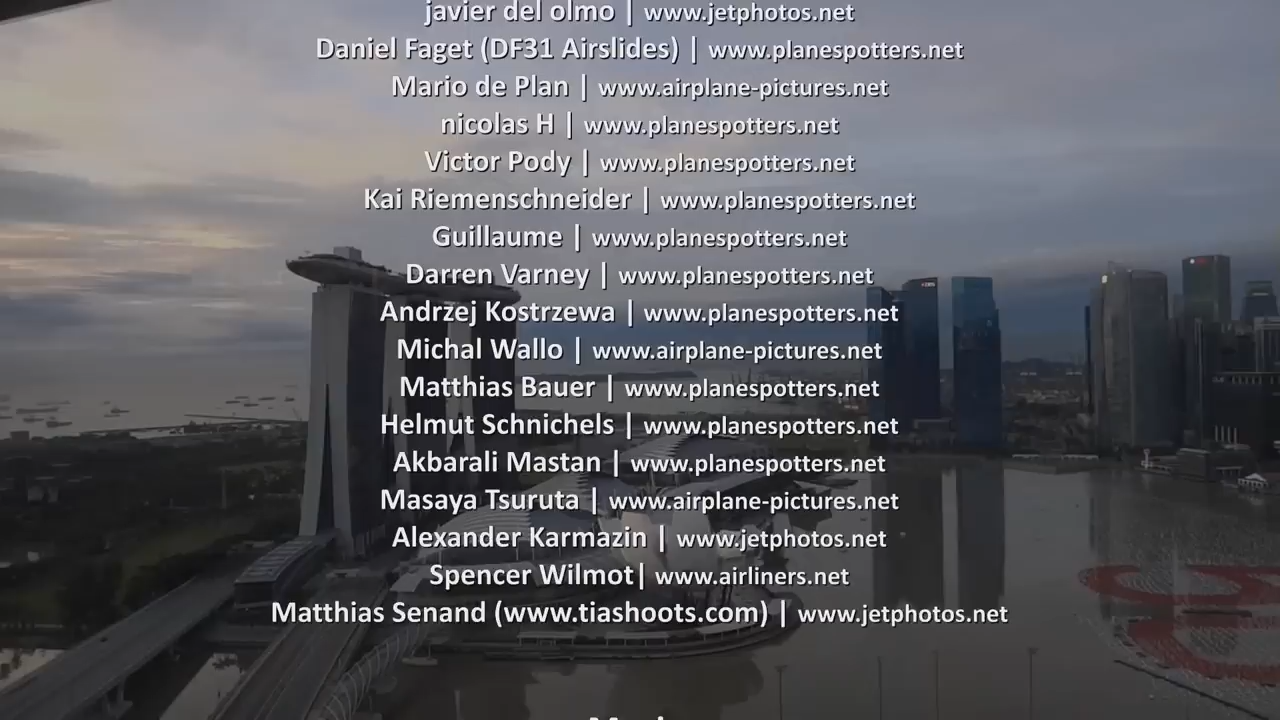 javier del olmo | www.jetphotos.net
Daniel Faget (DF31 Airslides) | www.planespotters.net
Mario de Plan | www.airplane-pictures.net
nicolas H | www.planespotters.net
Victor Pody | www.planespotters.net
Kai Riemenschneider | www.planespotters.net
Guillaume | www.planespotters.net
Darren Varney | www.planespotters.net
Andrzej Kostrzewa | www.planespotters.net
Michal Wallo | www.airplane-pictures.net
Matthias Bauer | www.planespotters.net
Helmut Schnichels | www.planespotters.net
Akbarali Mastan | www.planespotters.net
Masaya Tsuruta | www.airplane-pictures.net
Alexander Karmazin | www.jetphotos.net
Spencer Wilmot| www.airliners.net
Matthias Senand (www.tiashoots.com) | www.jetphotos.net